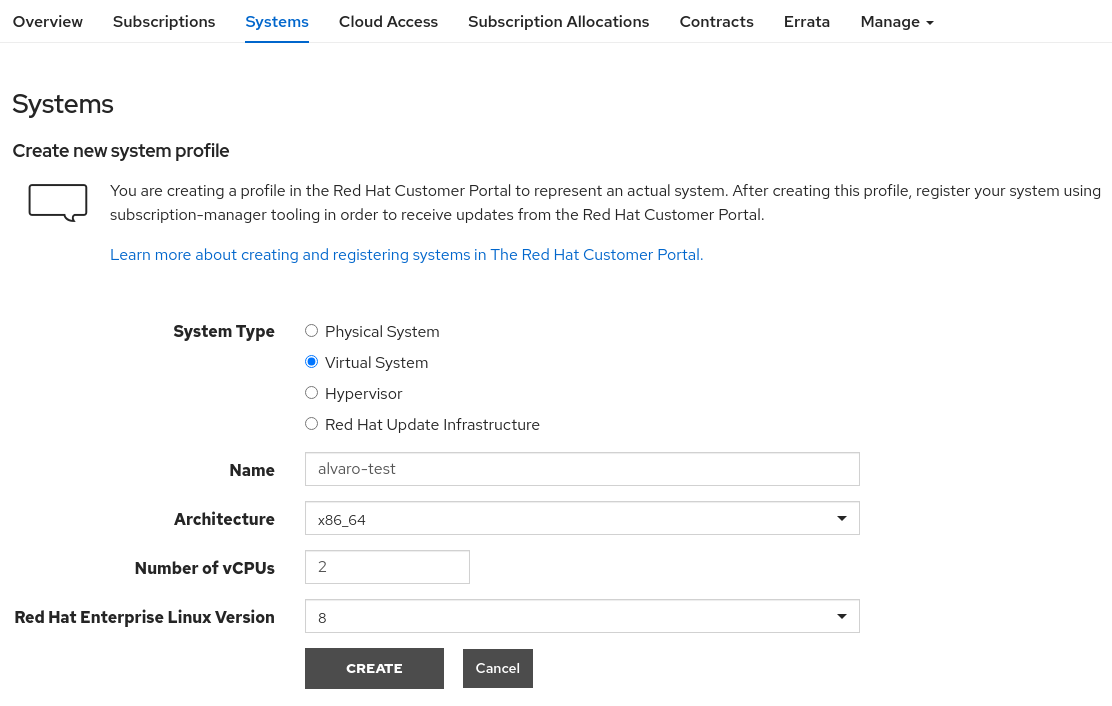 Overview Subscriptions Systems Cloud Access Subscription Allocations Contracts Errata Manage
Systems
Create new system profile
You are creating a profile in the Red Hat Customer Portal to represent an actual system. After creating this profile, register your system using
subscription-manager tooling in order to receive updates from the Red Hat Customer Portal.
Learn more about creating and registering systems in The Red Hat Customer Portal.
System Type Physical System
Virtual System
Hypervisor
Red Hat Update Infrastructure
Name alvaro-test
Architecture x86_64
Number of vCPUs 2
Red Hat Enterprise Linux Version 8
CREATE Cancel